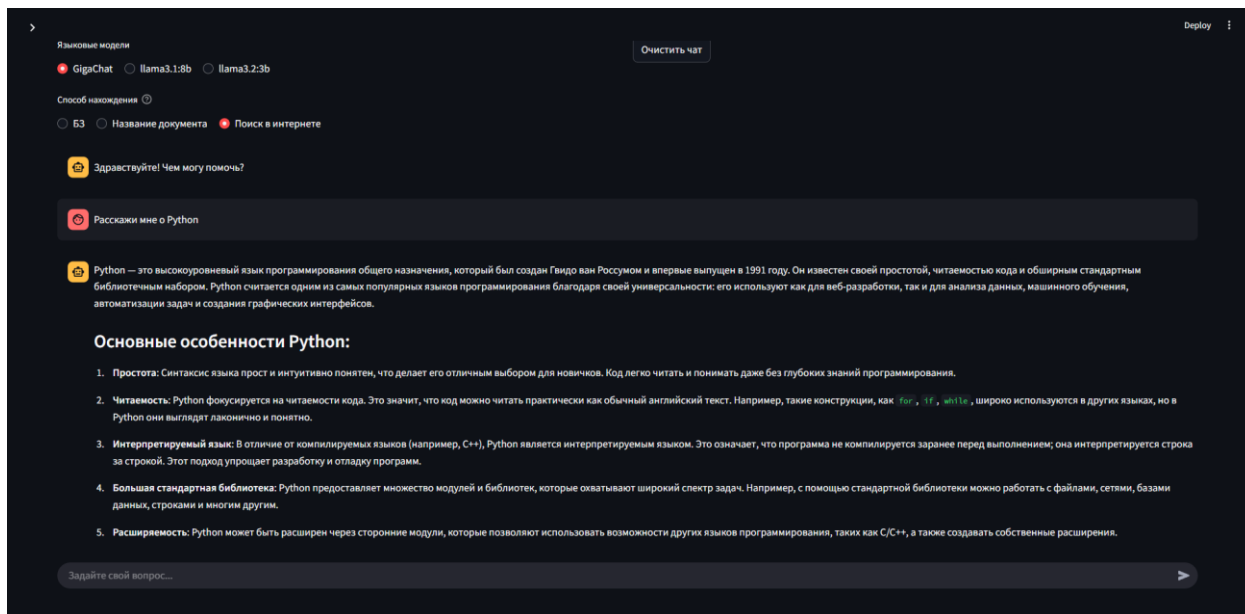 Deploy
Языковые модели
Очистить чат
GigaChat llama3.1:8b llama3.2:3b
Способ нахождения
БЗ Название документа Поиск в интернете
Здравствуйте! Чем могу помочь?
Расскажи мне о Python
Python — это высокоуровневый язык программирования общего назначения, который был создан Гвидо ван Россумом и впервые выпущен в 1991 году. Он известен своей простотой, читаемостью кода и обширным стандартным
библиотечным набором. Python считается одним из самых популярных языков программирования благодаря своей универсальности: его используют как для веб-разработки, так и для анализа данных, машинного обучения,
автоматизации задач и создания графических интерфейсов.
Основные особенности Python:
1. Простота: Синтаксис языка прост и интуитивно понятен, что делает его отличным выбором для новичков. Код легко читать и понимать даже без глубоких знаний программирования.
2. Читаемость: Python фокусируется на читаемости кода. Это значит, что код можно читать практически как обычный английский текст. Например, такие конструкции, как for, if, while, широко используются в других языках, но в
Python они выглядят лаконично и понятно.
3. Интерпретируемый язык: В отличие от компилируемых языков (например, C++), Python является интерпретируемым языком. Это означает, что программа не компилируется заранее перед выполнением; она интерпретируется строка
за строкой. Этот подход упрощает разработку и отладку программ.
4. Большая стандартная библиотека: Python предоставляет множество модулей и библиотек, которые охватывают широкий спектр задач. Например, с помощью стандартной библиотеки можно работать с файлами, сетями, базами
данных, строками и многим другим.
5. Расширяемость: Python может быть расширен через сторонние модули, которые позволяют использовать возможности других языков программирования, таких как C/C++, а также создавать собственные расширения.
Задайте свой вопрос...